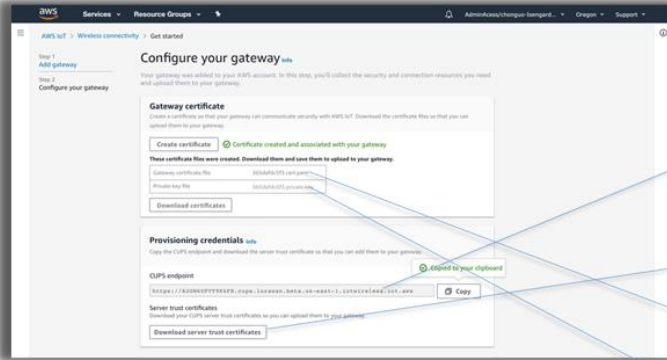 aws
Services
Resource Groups
AdminAcess/chongus-Isengard...
Oregon
Support
AWS IoT > Wireless connectivity > Get started
Step 1
Add gateway
Step 2
Configure your gateway
Configure your gateway Info
Your gateway was added to your AWS account. In this step, you'll collect the security and connection resources you need
and upload them to your gateway.
Gateway certificate
Create a certificate so that your gateway can communicate securely with AWS IoT. Download the certificate files so that you can
upload them to your gateway.
Create certificate
Certificate created and associated with your gateway
These certificate files were created. Download them and save them to upload to your gateway.
Gateway certificate file
Private key file
Download certificates
Provisioning credentials Info
Copy the CUPS endpoint and download the server trust certificate so that you can add them to your gateway.
Copied to your clipboard
CUPS endpoint
Copy
Server trust certificates
Download your CUPS server trust certificates so you can upload them to your gateway.
Download server trust certificates